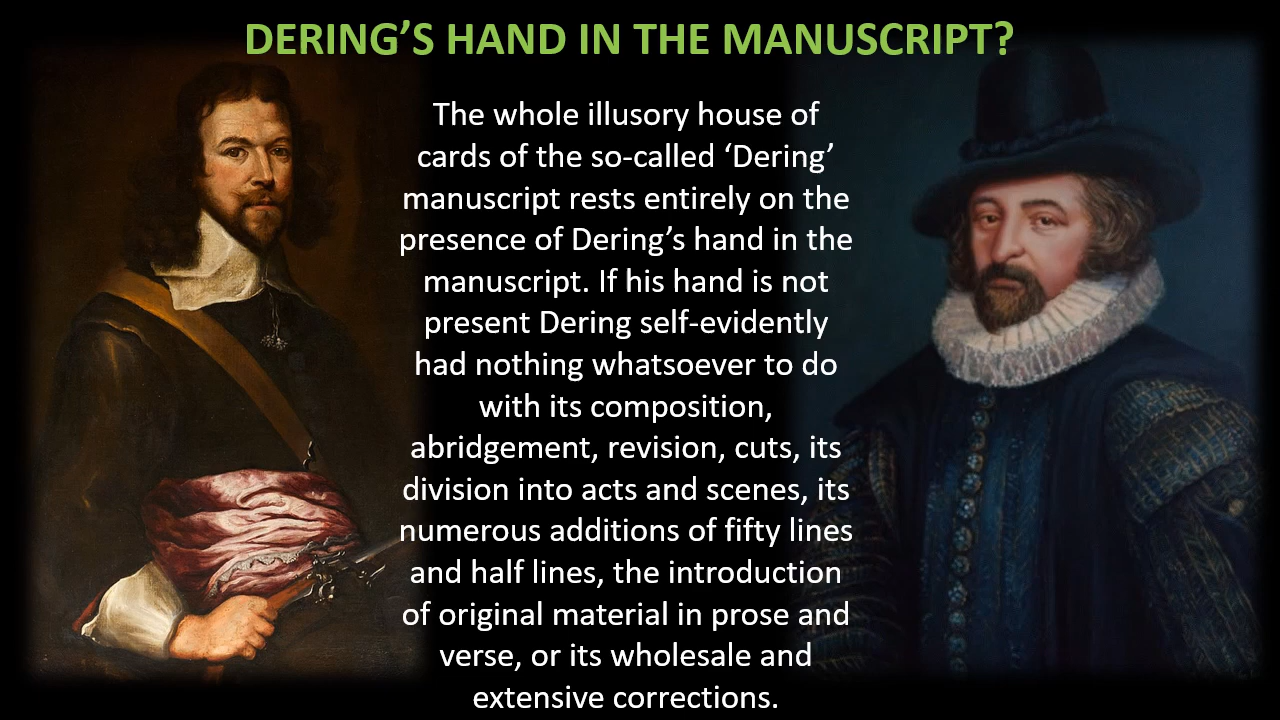 DERING’S HAND IN THE MANUSCRIPT?
The whole illusory house of
cards of the so-called ‘Dering’
manuscript rests entirely on the
presence of Dering’s hand in the
manuscript. If his hand is not
present Dering self-evidently
had nothing whatsoever to do
with its composition,
abridgement, revision, cuts, its
division into acts and scenes, its
numerous additions of fifty lines
and half lines, the introduction
of original material in prose and
verse, or its wholesale and
extensive corrections.